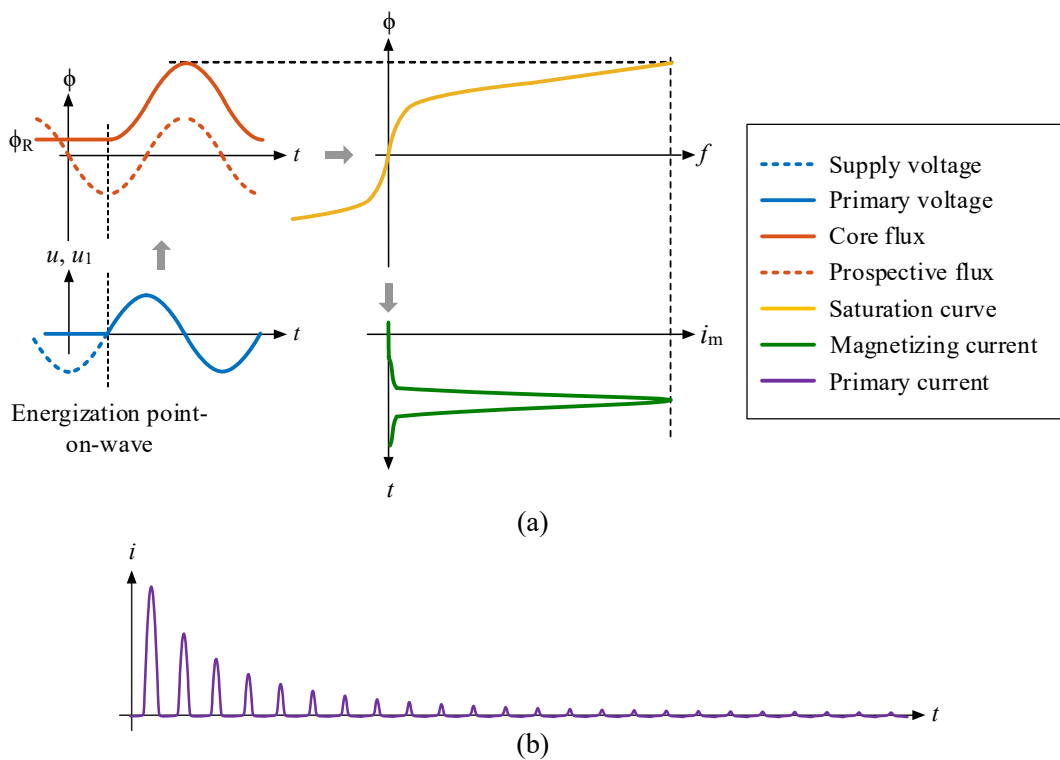 ϕ
ϕ
ϕR
t
f
u, u1
t
im
Energization point-
on-wave
t
Supply voltage
Primary voltage
Core flux
Prospective flux
Saturation curve
Magnetizing current
Primary current
(a)
i
t
(b)